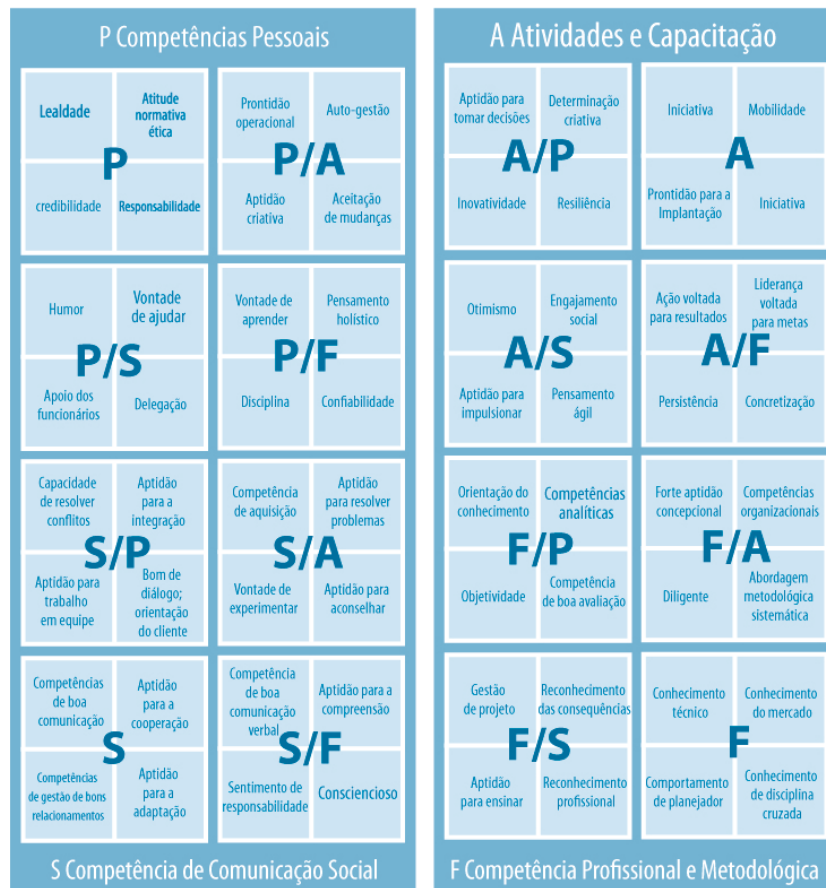 P Competências Pessoais
Lealdade
Atitude
normativa
ética
P
credibilidade
Responsabilidade
Prontidão
operacional
Auto-gestão
P/A
Aptidão
criativa
Aceitação
de mudanças
Humor
Vontade
de ajudar
P/S
Apoio dos
funcionários
Delegação
Vontade de
aprender
Pensamento
holístico
P/F
Disciplina
Confiabilidade
Capacidade
de resolver
conflitos
Aptidão
para a
integração
S/P
Aptidão para
trabalho
em equipe
Bom de
diálogo;
orientação
do cliente
Competência
de aquisição
Aptidão
para resolver
problemas
S/A
Vontade de
experimentar
Aptidão para
aconselhar
Competências
de boa
comunicação
Aptidão
para a
cooperação
S
Competências
de gestão de bons
relacionamentos
Aptidão
para a
adaptação
Competência
de boa
comunicação
verbal
Aptidão para a
compreensão
S/F
Sentimento de
responsabilidade
Consciencioso
S Competência de Comunicação Social
A Atividades e Capacitação
Aptidão para
tomar decisões
Determinação
criativa
A/P
Inovatividade
Resiliência
Iniciativa
Mobilidade
A
Prontidão para a
Implantação
Iniciativa
Otimismo
Engajamento
social
A/S
Aptidão para
impulsionar
Pensamento
ágil
Ação voltada
para resultados
Liderança
voltada
para metas
A/F
Persistência
Concretização
Orientação do
conhecimento
Competências
analíticas
F/P
Objetividade
Competência
de boa avaliação
Forte aptidão
concepcional
Competências
organizacionais
F/A
Diligente
Abordagem
metodológica
sistemática
Gestão
de projeto
Reconhecimento
das consequências
F/S
Aptidão
para ensinar
Reconhecimento
profissional
Conhecimento
técnico
Conhecimento
do mercado
F
Comportamento
de planejador
Conhecimento
de disciplina
cruzada
F Competência Profissional e Metodológica